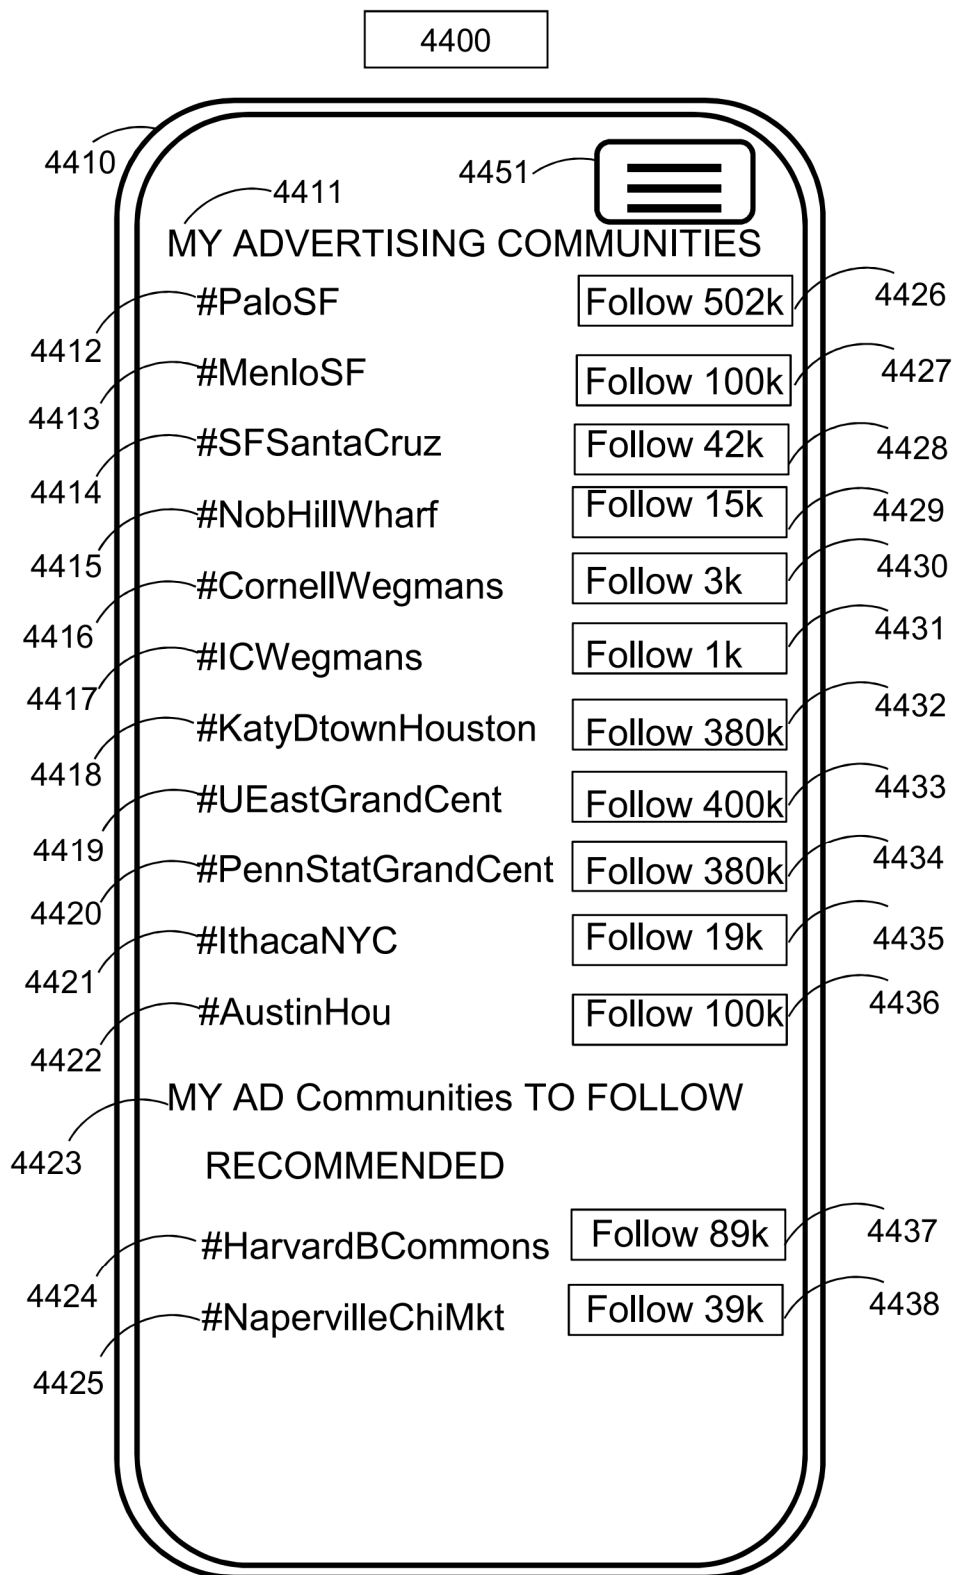 4400
4410
4451
4411
MY ADVERTISING COMMUNITIES
#PaloSF Follow 502k 4426
4412
#MenloSF Follow 100k 4427
4413
#SFSantaCruz Follow 42k 4428
4414
#NobHillWharf Follow 15k 4429
4415
#CornellWegmans Follow 3k 4430
4416
#ICWegmans Follow 1k 4431
4417
#KatyDtownHouston Follow 380k 4432
4418
#UEastGrandCent Follow 400k 4433
4419
#PennStatGrandCent Follow 380k 4434
4420
#IthacaNYC Follow 19k 4435
4421
#AustinHou Follow 100k 4436
4422
MY AD Communities TO FOLLOW
4423
RECOMMENDED
#HarvardBCommons Follow 89k 4437
4424
#NapervilleChiMkt Follow 39k 4438
4425